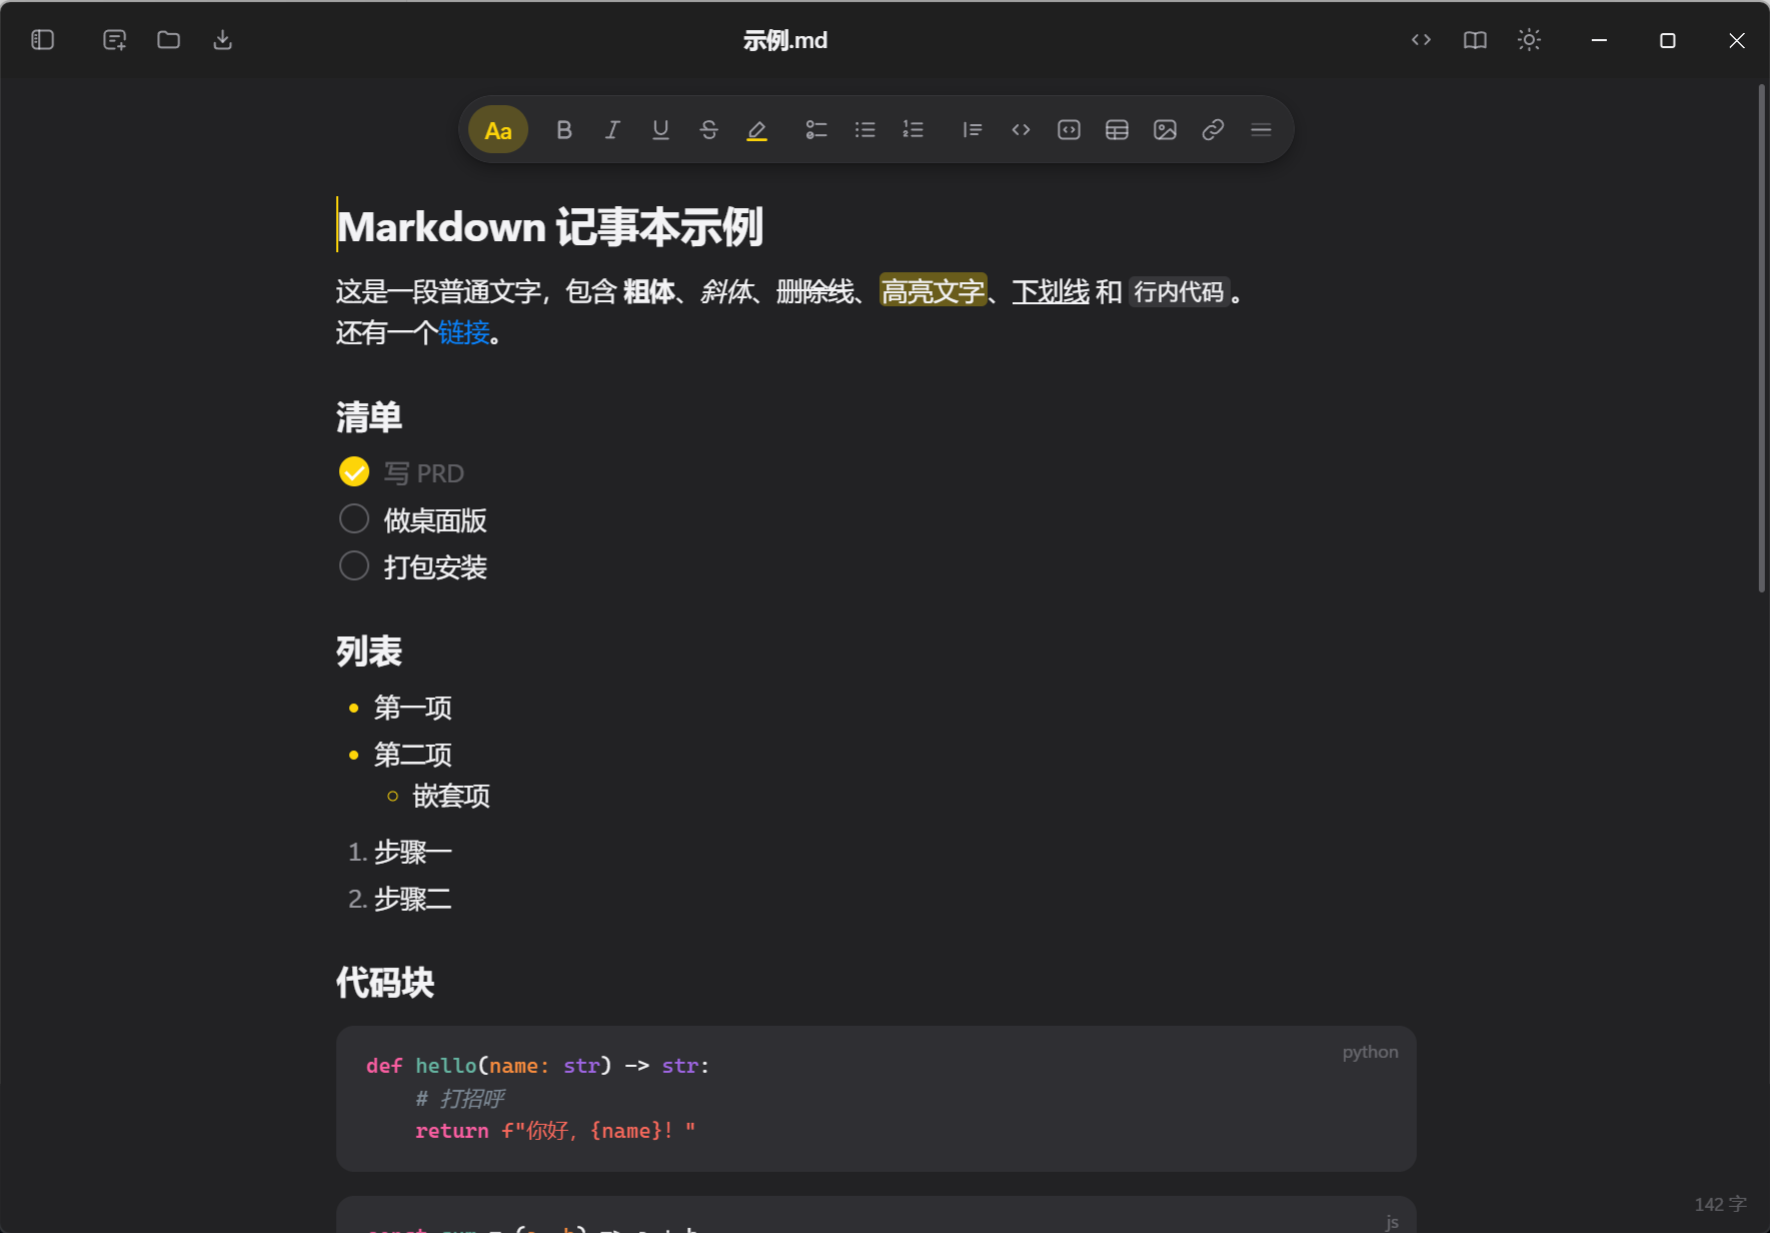 示例.md
Aa B I U S
Markdown 记事本示例
这是一段普通文字，包含 粗体、斜体、删除线、高亮文字、下划线 和 行内代码。
还有一个链接。
清单
写 PRD
做桌面版
打包安装
列表
第一项
第二项
嵌套项
1. 步骤一
2. 步骤二
代码块
python
def hello(name: str) -> str:
# 打招呼
return f"你好，{name}！"
js
142 字